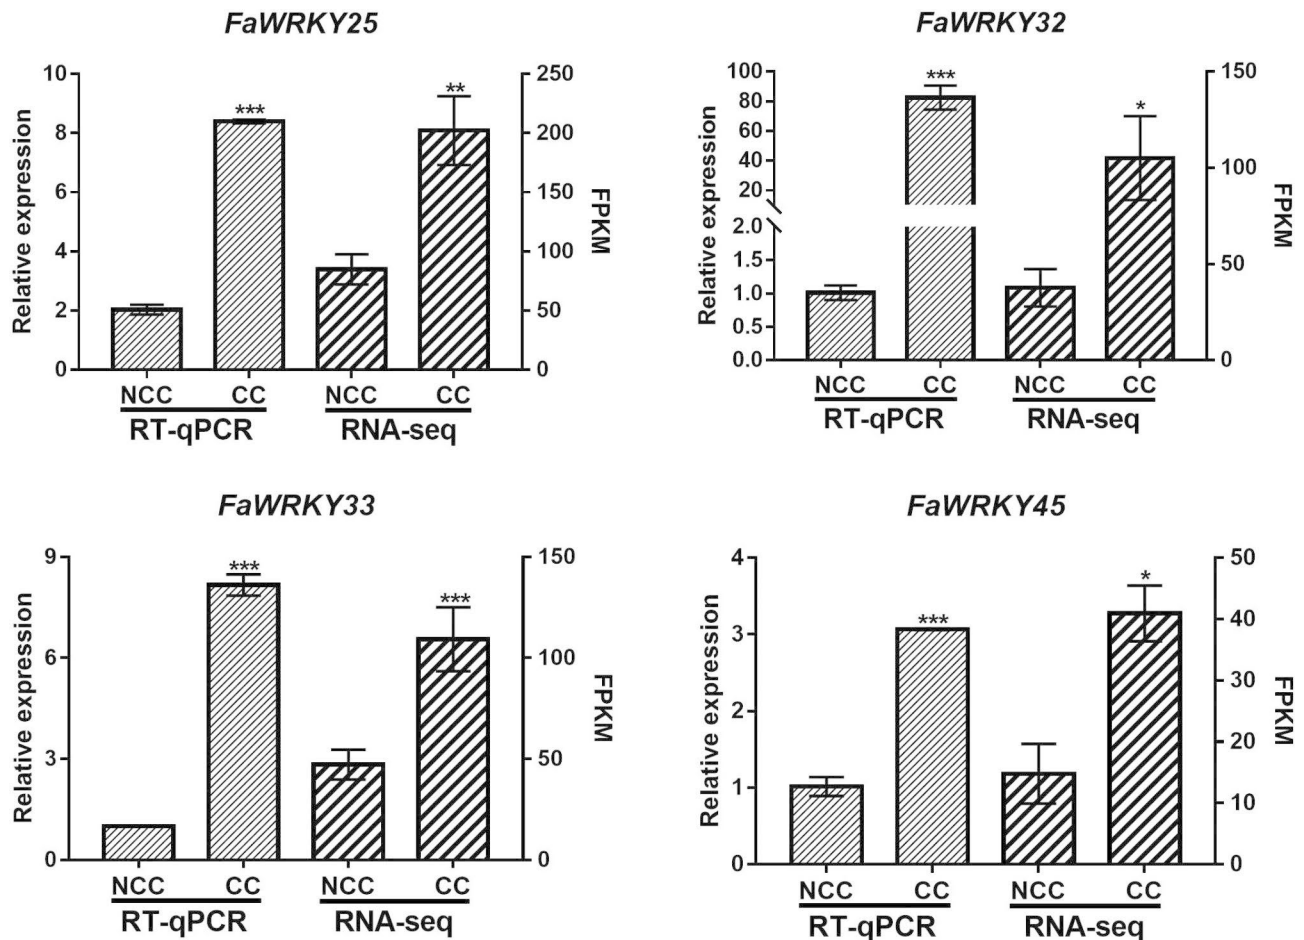 FaWRKY25
Relative expression
10
8
6
4
2
0
***
**
250
200
150
100
50
0
FPKM
NCC CC NCC CC
RT-qPCR RNA-seq
FaWRKY32
Relative expression
100
80
60
40
20
2.0
1.5
1.0
0.5
0.0
***
*
150
100
50
0
FPKM
NCC CC NCC CC
RT-qPCR RNA-seq
FaWRKY33
Relative expression
9
6
3
0
***
***
150
100
50
0
FPKM
NCC CC NCC CC
RT-qPCR RNA-seq
FaWRKY45
Relative expression
4
3
2
1
0
***
*
50
40
30
20
10
0
FPKM
NCC CC NCC CC
RT-qPCR RNA-seq